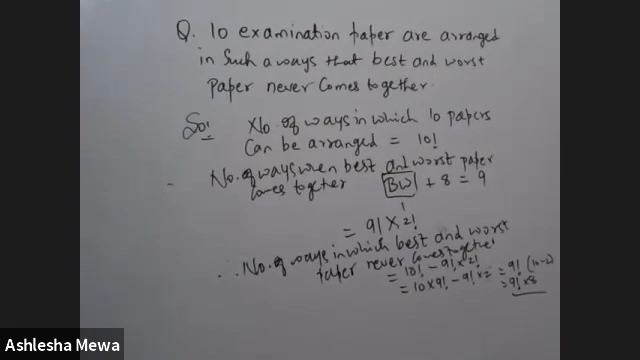 Q. 10 examination paper are arranged
in such a ways that best and worst
paper never comes together.
Sol: No of ways in which 10 papers
can be arranged = 10!
No. of ways when best and worst paper
comes together BW + 8 = 9
1
= 9! × 2!
∴ No. of ways in which best and worst
paper never comes together
= 10! - 9! × 2!
= 10 × 9! - 9! × 2 = 9! (10-2)
= 9! × 8
Ashlesha Mewa